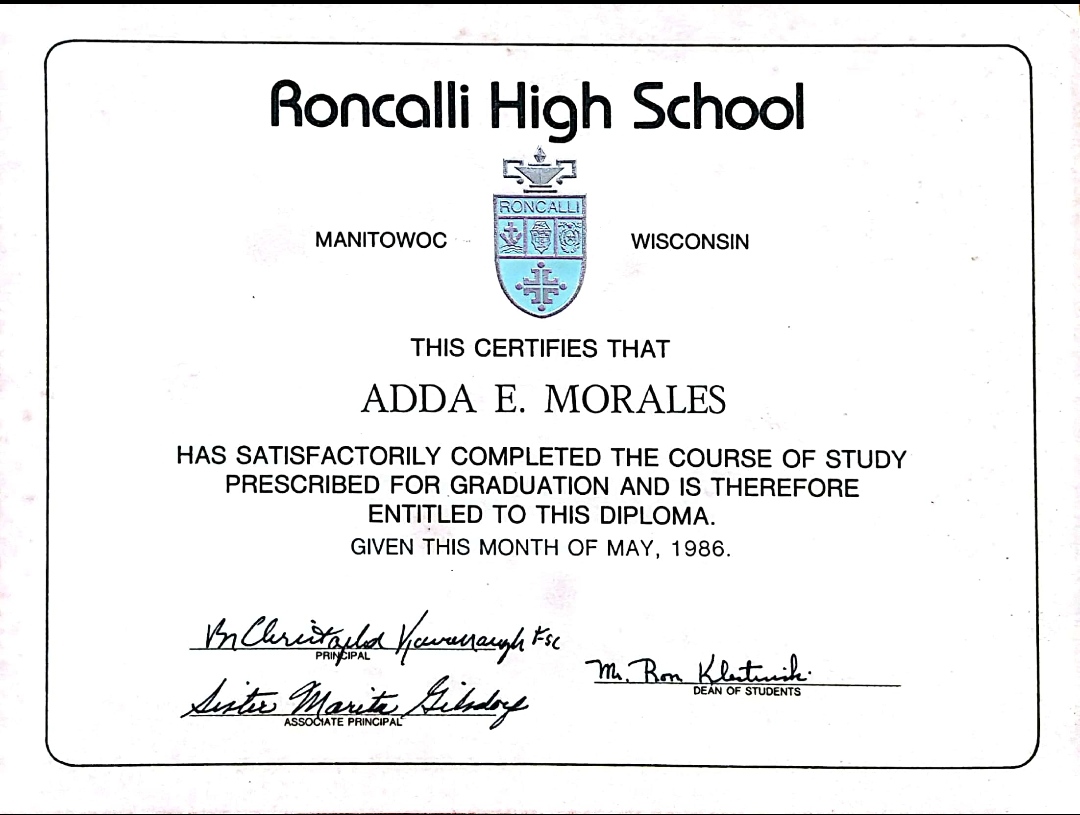 Roncalli High School
RONCALLI
MANITOWOC WISCONSIN
THIS CERTIFIES THAT
ADDA E. MORALES
HAS SATISFACTORILY COMPLETED THE COURSE OF STUDY
PRESCRIBED FOR GRADUATION AND IS THEREFORE
ENTITLED TO THIS DIPLOMA.
GIVEN THIS MONTH OF MAY, 1986.
Br Christopher Kavanaugh FSC
PRINCIPAL
Mr. Ron
DEAN OF STUDENTS
Sister Marita Gilsdorf
ASSOCIATE PRINCIPAL